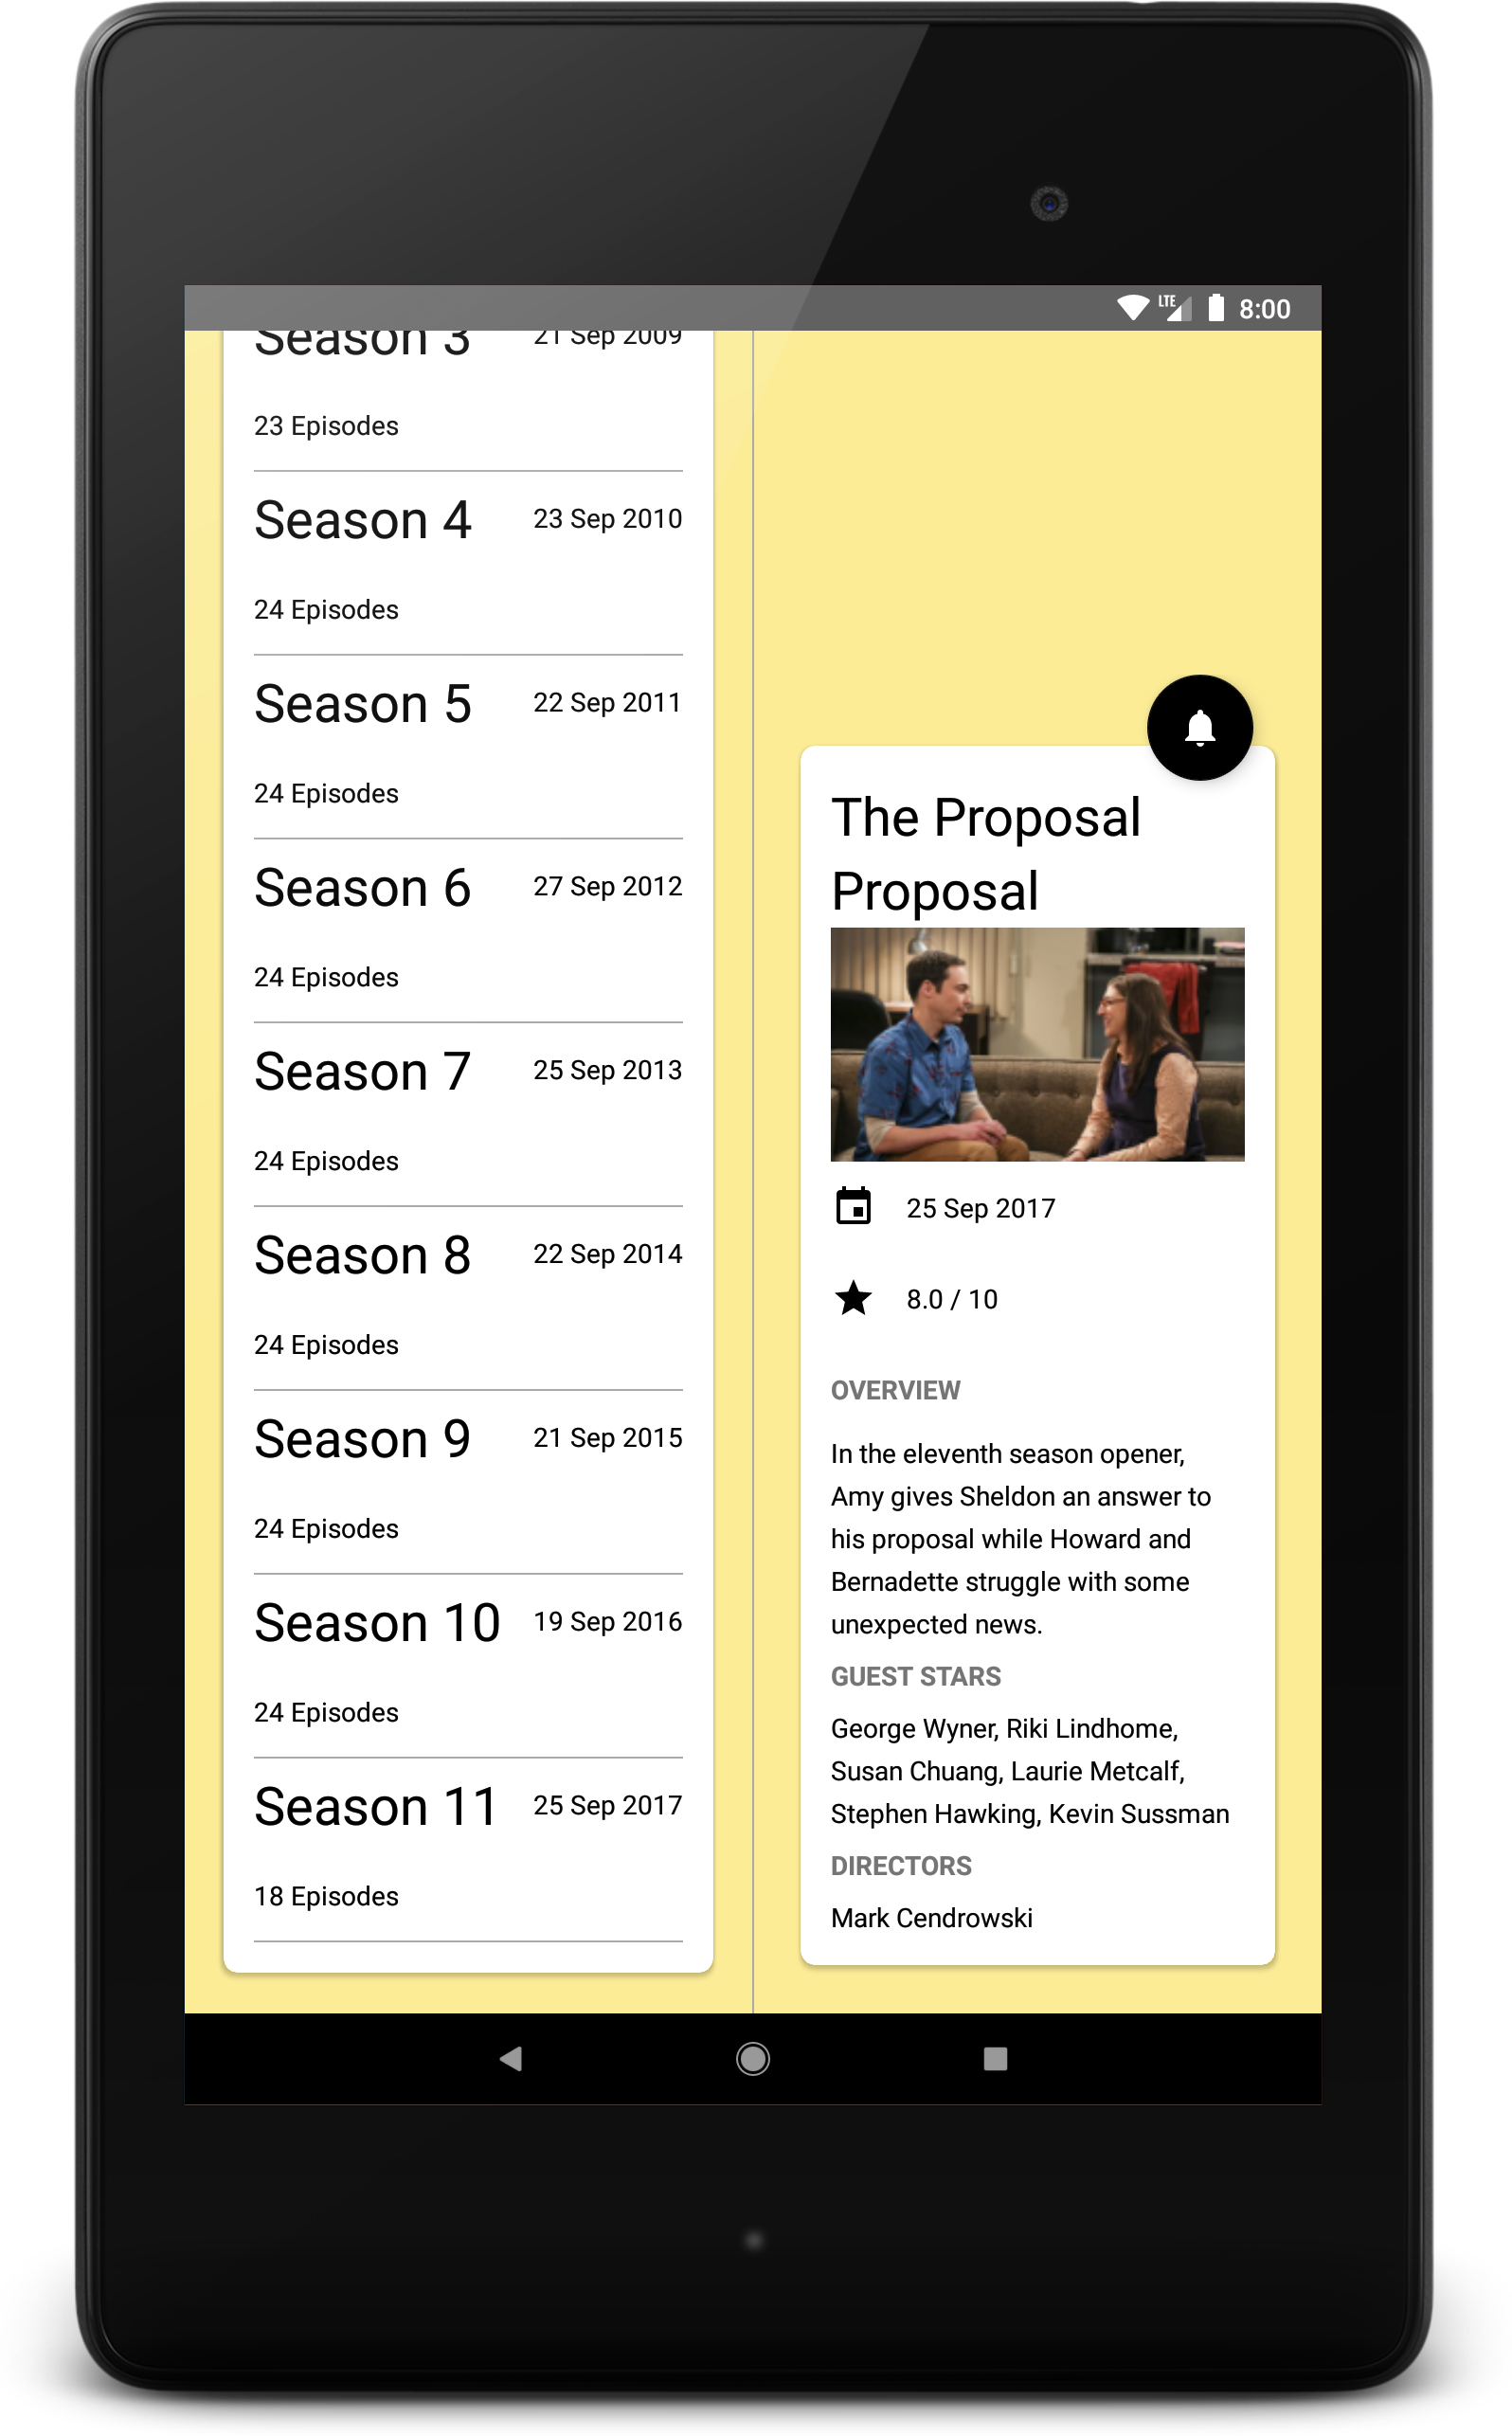 LTE 8:00
Season 3 21 Sep 2009
23 Episodes
Season 4 23 Sep 2010
24 Episodes
Season 5 22 Sep 2011
24 Episodes
Season 6 27 Sep 2012
24 Episodes
Season 7 25 Sep 2013
24 Episodes
Season 8 22 Sep 2014
24 Episodes
Season 9 21 Sep 2015
24 Episodes
Season 10 19 Sep 2016
24 Episodes
Season 11 25 Sep 2017
18 Episodes
The Proposal
Proposal
25 Sep 2017
8.0 / 10
OVERVIEW
In the eleventh season opener,
Amy gives Sheldon an answer to
his proposal while Howard and
Bernadette struggle with some
unexpected news.
GUEST STARS
George Wyner, Riki Lindhome,
Susan Chuang, Laurie Metcalf,
Stephen Hawking, Kevin Sussman
DIRECTORS
Mark Cendrowski